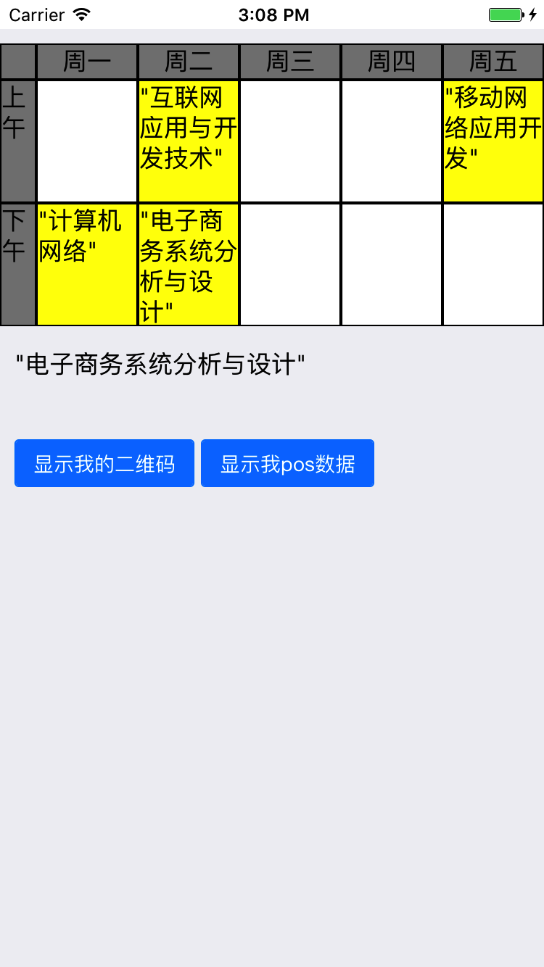 Carrier 3:08 PM
周一 周二 周三 周四 周五
上
午
"互联网
应用与开
发技术"
"移动网
络应用开
发"
下
午
"计算机
网络"
"电子商
务系统分
析与设
计"
"电子商务系统分析与设计"
显示我的二维码 显示我pos数据